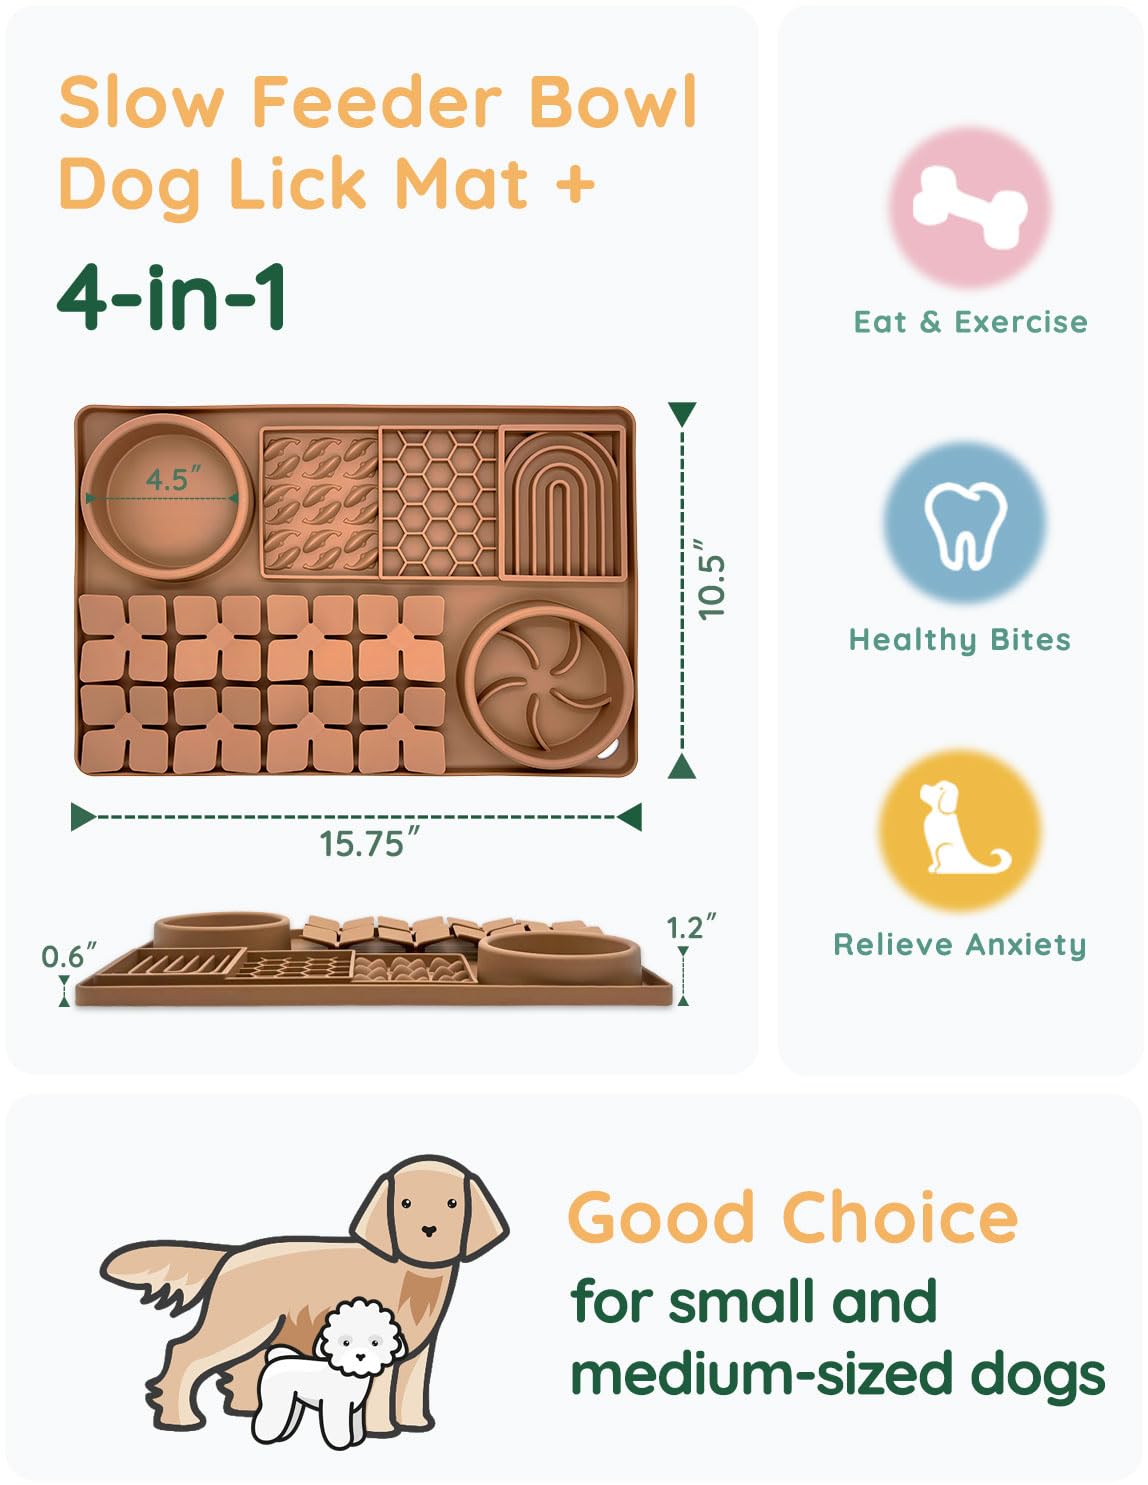 Slow Feeder Bowl
Dog Lick Mat +
4-in-1
4.5"
10.5"
15.75"
0.6"
1.2"
Eat & Exercise
Healthy Bites
Relieve Anxiety
Good Choice
for small and
medium-sized dogs